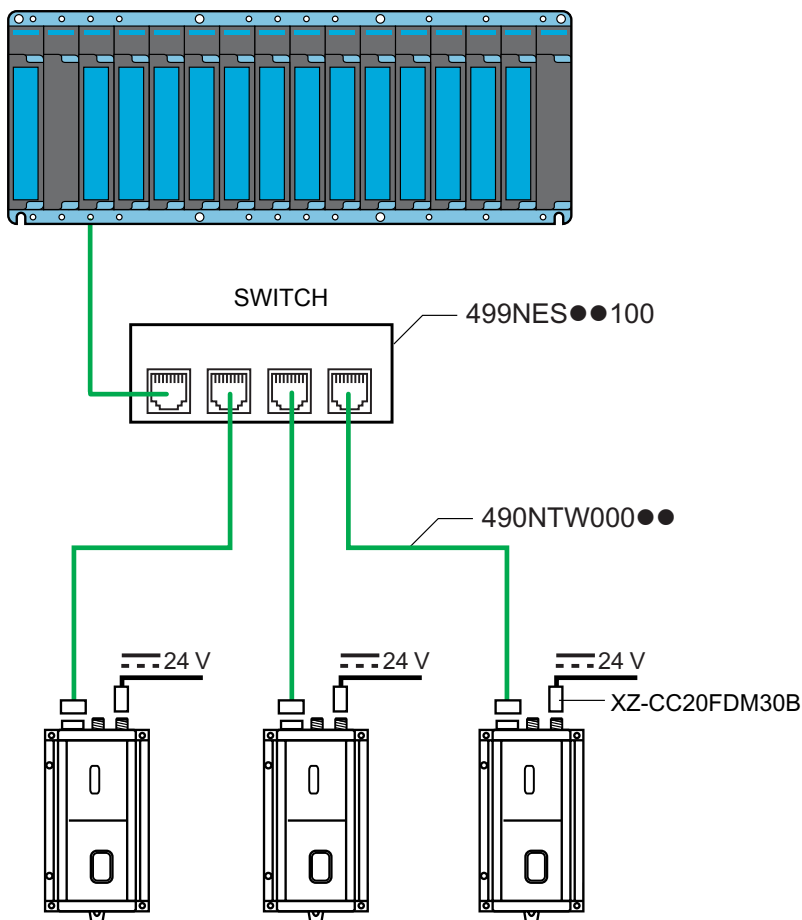 SWITCH
499NES●●100
490NTW000●●
24 V
24 V
24 V
XZ-CC20FDM30B